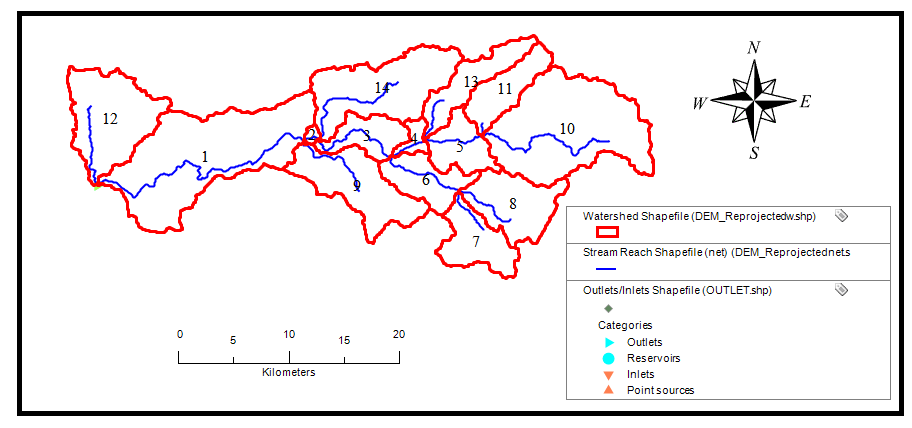 N
W E
S
14
13
11
12
2
3
4
10
1
5
9
6
8
7
Watershed Shapefile (DEM_Reprojectedw.shp)
Stream Reach Shapefile (net) (DEM_Reprojectednet.s
Outlets/Inlets Shapefile (OUTLET.shp)
Categories
Outlets
Reservoirs
Inlets
Point sources
0 5 10 15 20
Kilometers